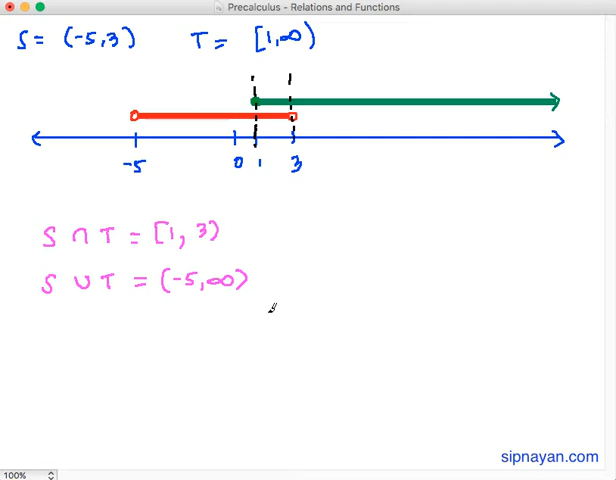 Precalculus - Relations and Functions
S = (-5,3) T = [1,∞)
-5 0 1 3
S ∩ T = [1, 3)
S ∪ T = (-5,∞)
sipnayan.com
100%